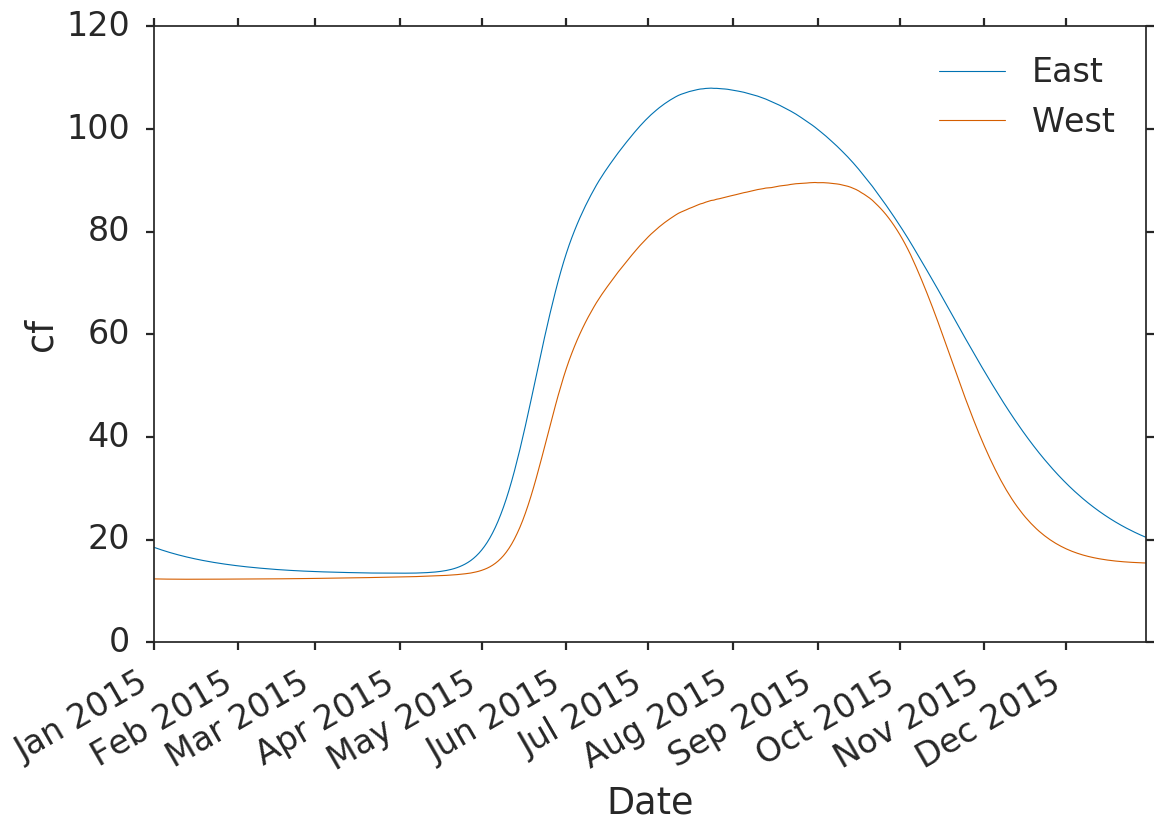 120
100
80
60
40
20
0
cf
East
West
Jan 2015
Feb 2015
Mar 2015
Apr 2015
May 2015
Jun 2015
Jul 2015
Aug 2015
Sep 2015
Oct 2015
Nov 2015
Dec 2015
Date